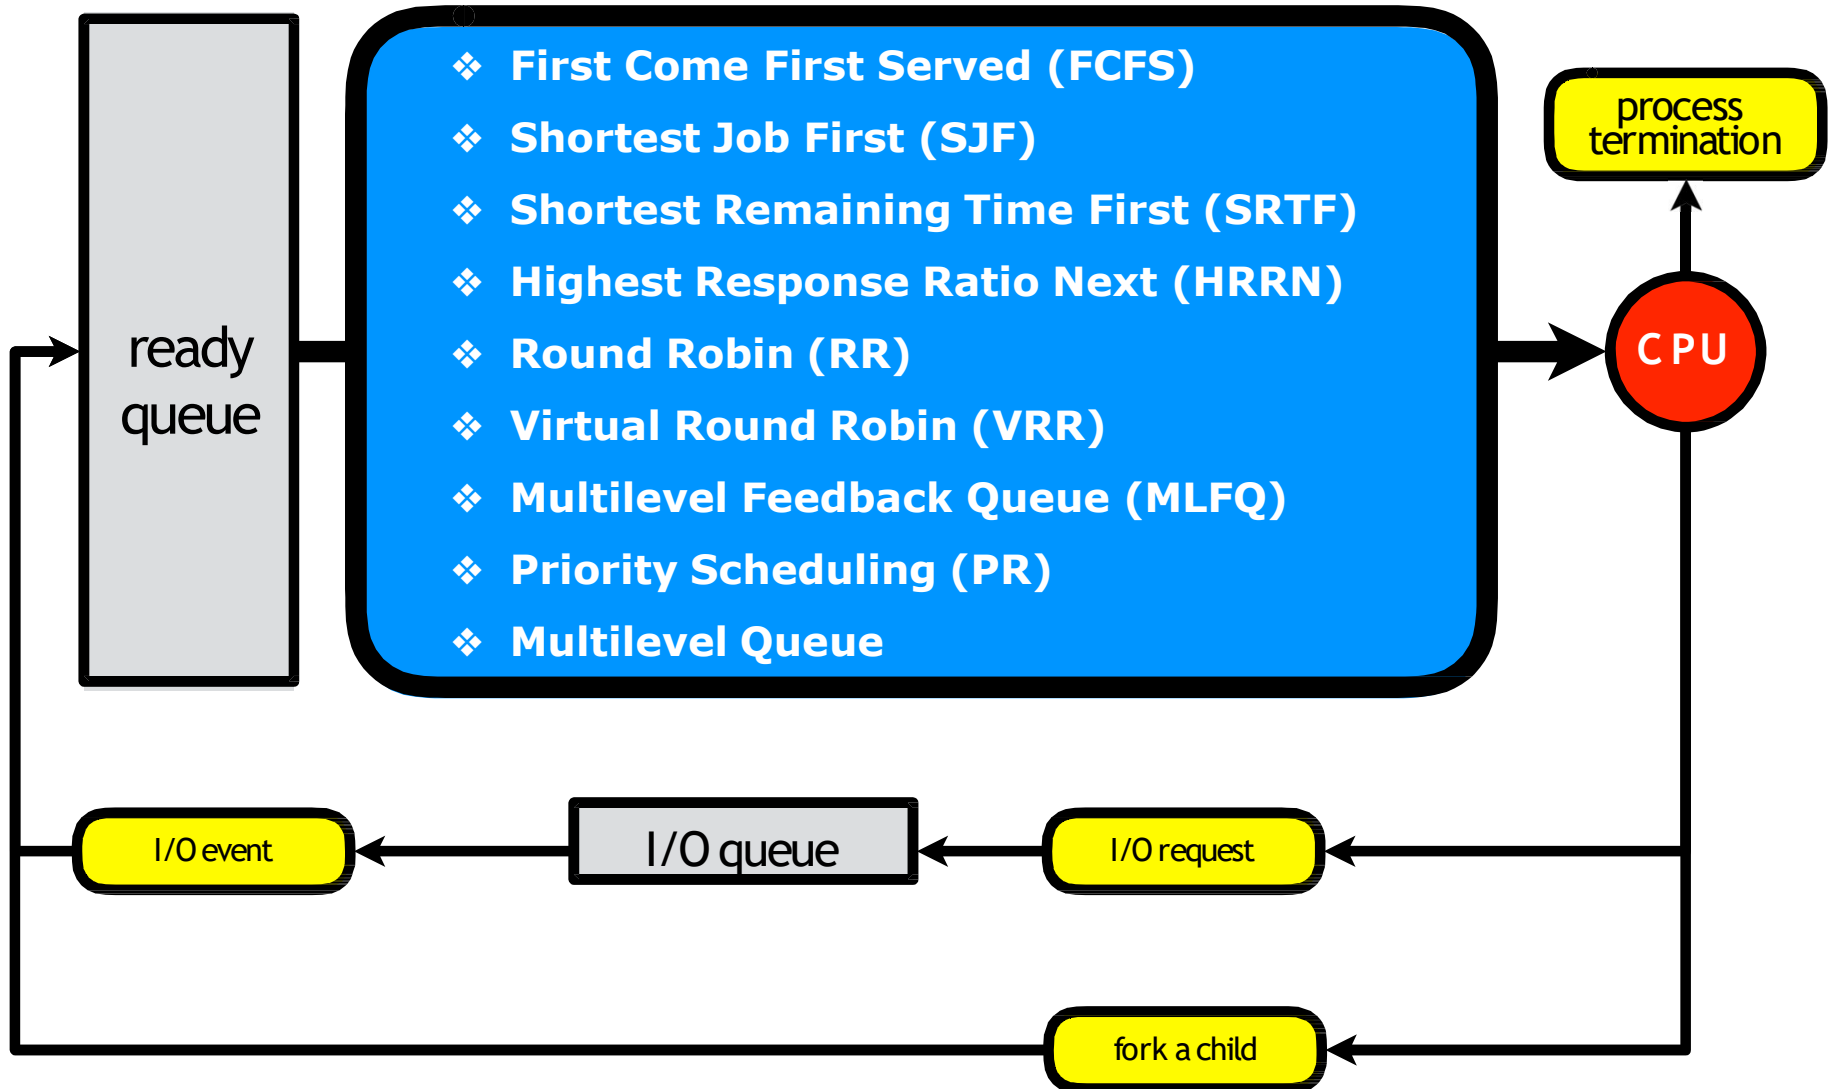 ready
queue
❖ First Come First Served (FCFS)
❖ Shortest Job First (SJF)
❖ Shortest Remaining Time First (SRTF)
❖ Highest Response Ratio Next (HRRN)
❖ Round Robin (RR)
❖ Virtual Round Robin (VRR)
❖ Multilevel Feedback Queue (MLFQ)
❖ Priority Scheduling (PR)
❖ Multilevel Queue
process
termination
CPU
I/O event
I/O queue
I/O request
fork a child